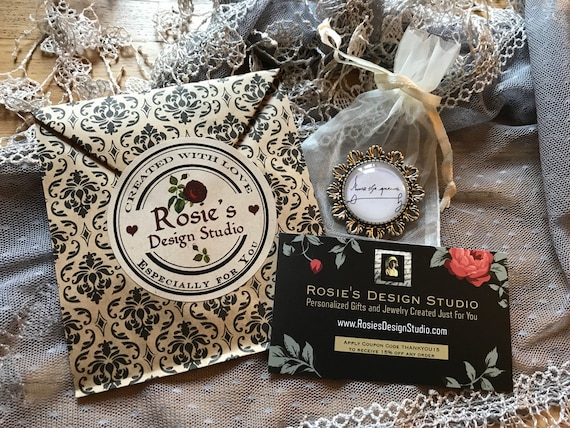 CREATED WITH LOVE
Rosie's
Design Studio
ESPECIALLY FOR YOU
ROSIE'S DESIGN STUDIO
Personalized Gifts and Jewelry Created Just For You
www.RosiesDesignStudio.com
APPLY COUPON CODE THANKYOU15
TO RECEIVE 15% OFF ANY ORDER